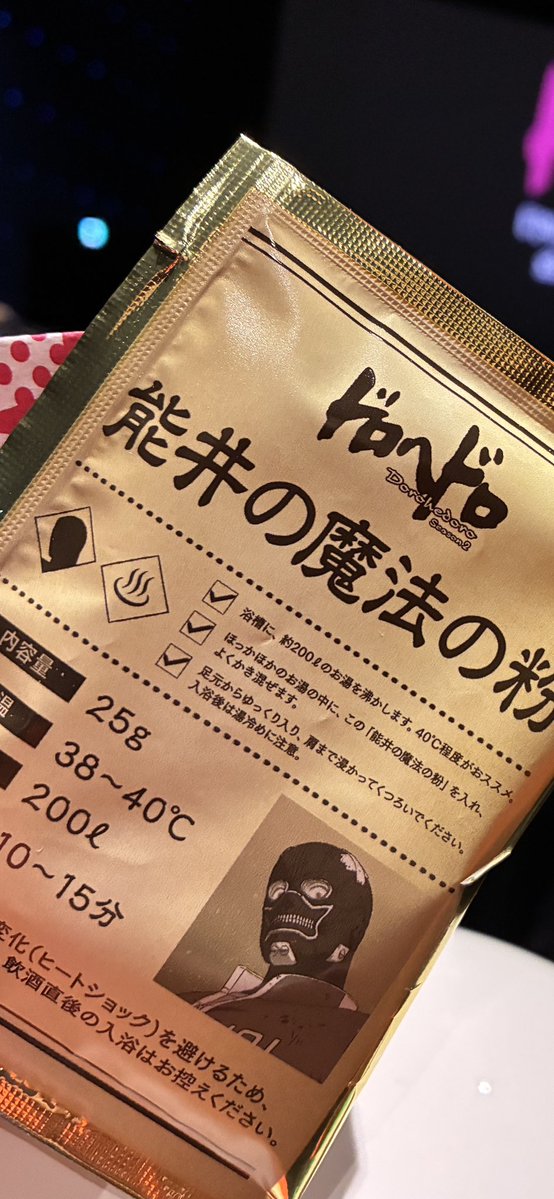 ドロヘドロ
Dorohedoro
Season2
能井の魔法の粉
浴槽に、約200ℓのお湯を沸かします。40℃程度がおススメ。
ほっかほかのお湯の中に、この「能井の魔法の粉」を入れ、
よくかき混ぜます。
足元からゆっくり入り、肩まで浸かってくつろいでください。
入浴後は湯冷めに注意。
内容量 25g
温 38〜40℃
200ℓ
10〜15分
変化(ヒートショック)を避けるため、
飲酒直後の入浴はお控えください。